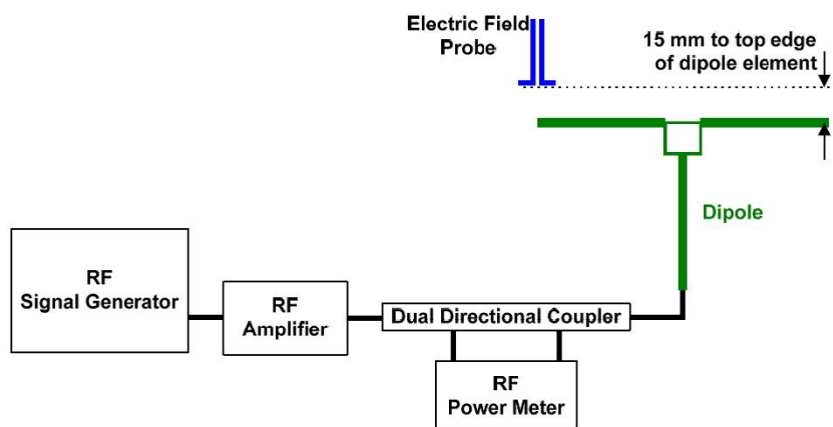 Electric Field
Probe
15 mm to top edge
of dipole element
Dipole
RF
Signal Generator
RF
Amplifier
Dual Directional Coupler
RF
Power Meter